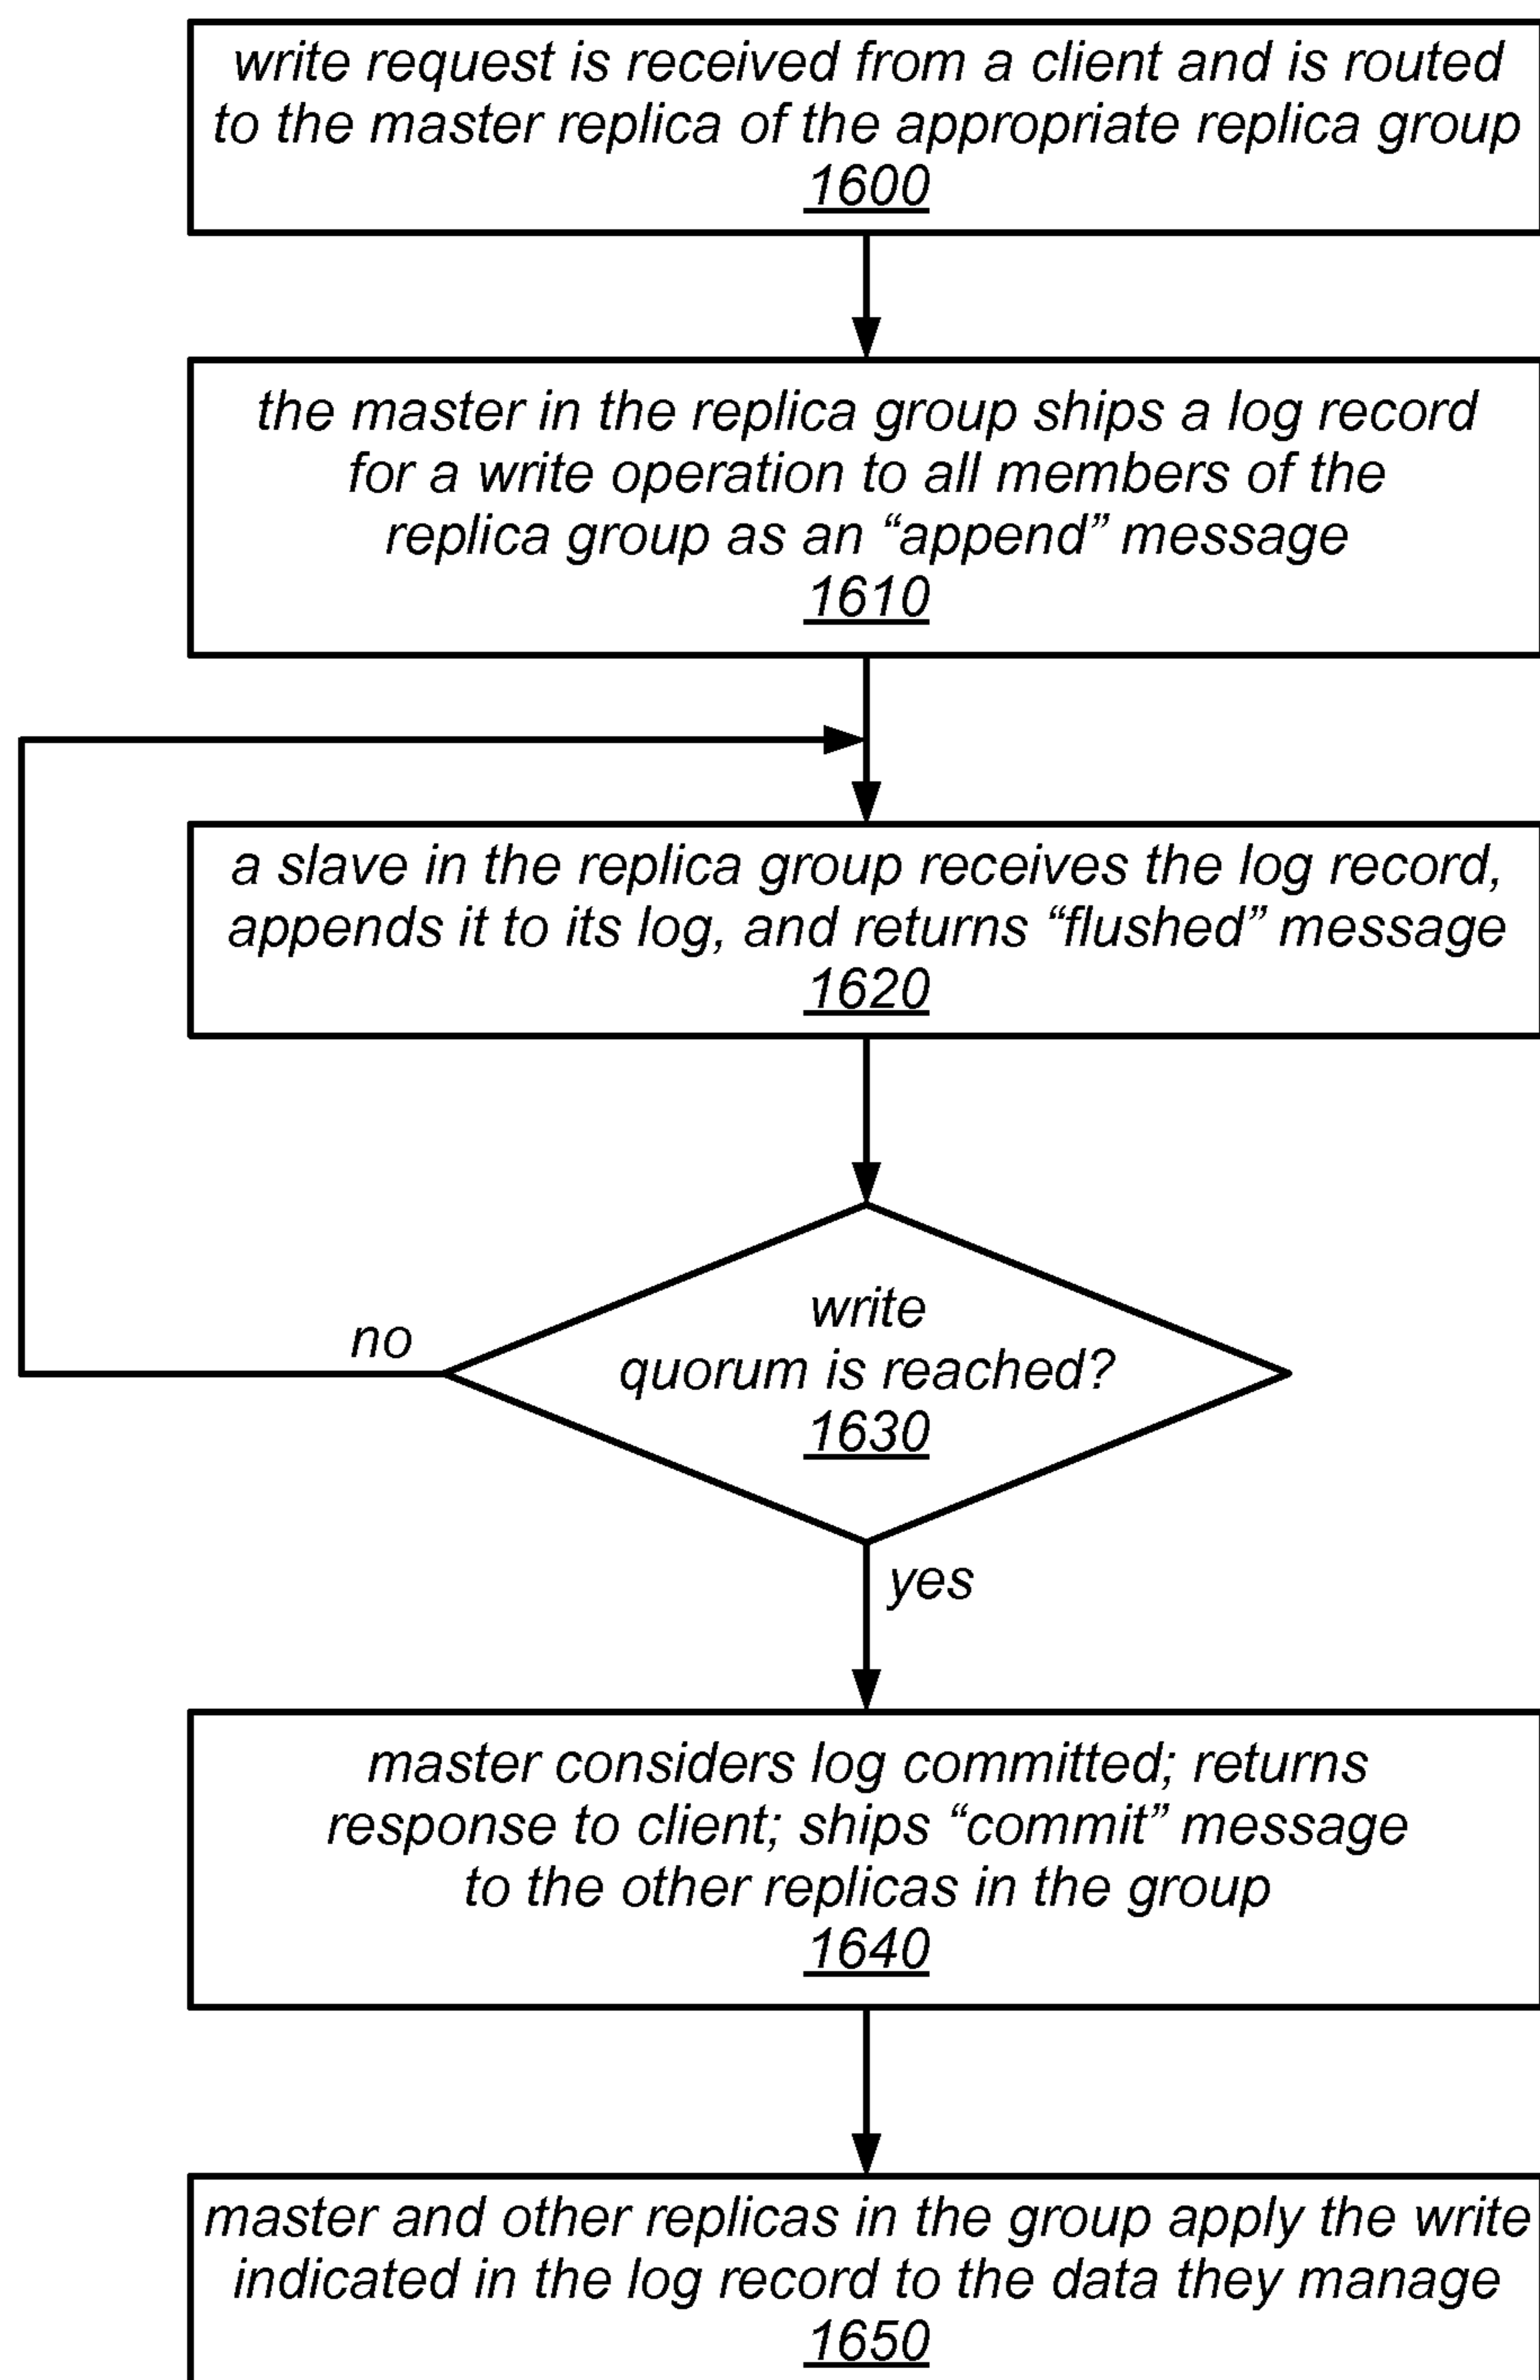 write request is received from a client and is routed
to the master replica of the appropriate replica group
1600
the master in the replica group ships a log record
for a write operation to all members of the
replica group as an “append” message
1610
a slave in the replica group receives the log record,
appends it to its log, and returns “flushed” message
1620
write
quorum is reached?
1630
no
yes
master considers log committed; returns
response to client; ships “commit” message
to the other replicas in the group
1640
master and other replicas in the group apply the write
indicated in the log record to the data they manage
1650